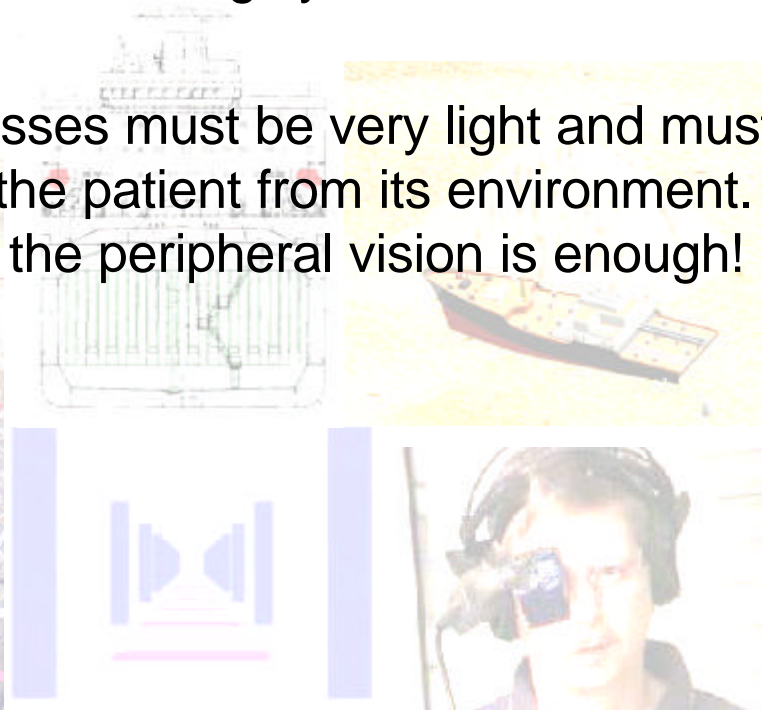 sses must be very light and must
the patient from its environment.
the peripheral vision is enough!